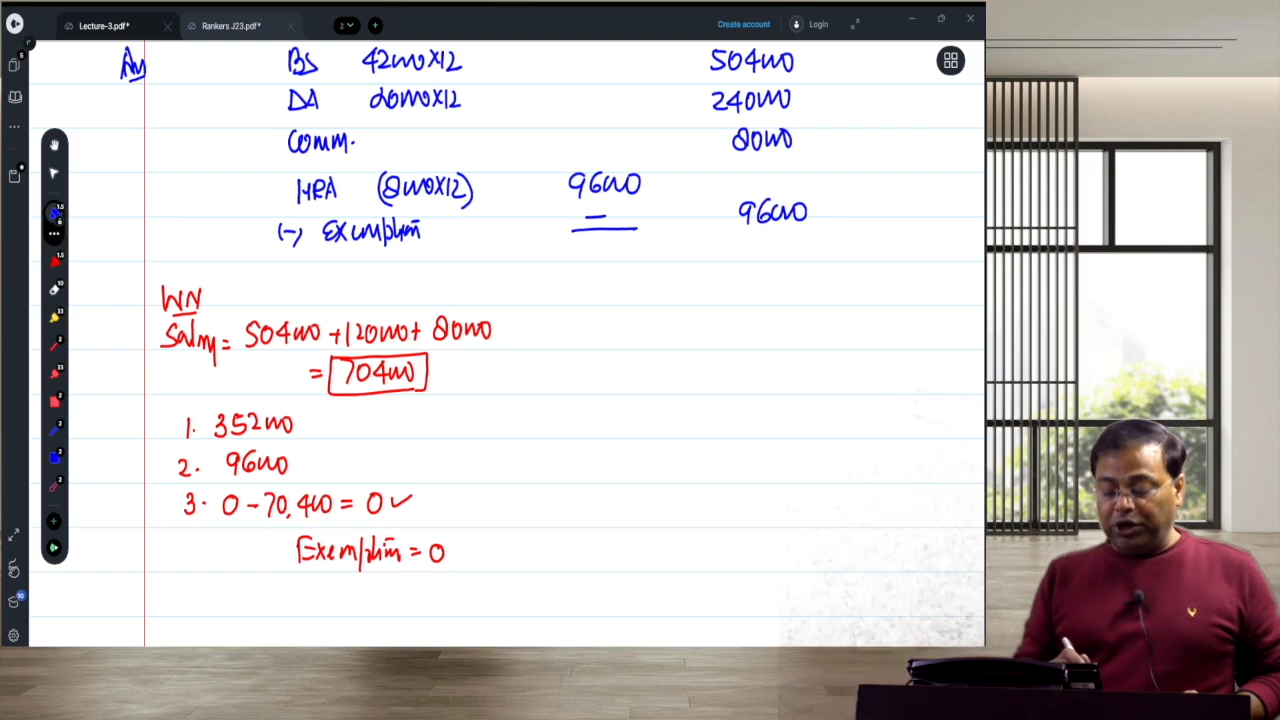 Lecture-3.pdf*
Rankers J23.pdf*
2
Create account
Login
An
BS 42000×12 504000
DA 20000×12 240000
Comm. 80000
HRA (8000×12) 96000
(-) Exemption — 96000
WN
Salary = 504000 + 120000 + 80000
= 704000
1. 352000
2. 96000
3. 0 - 70,400 = 0 ✓
Exemption = 0